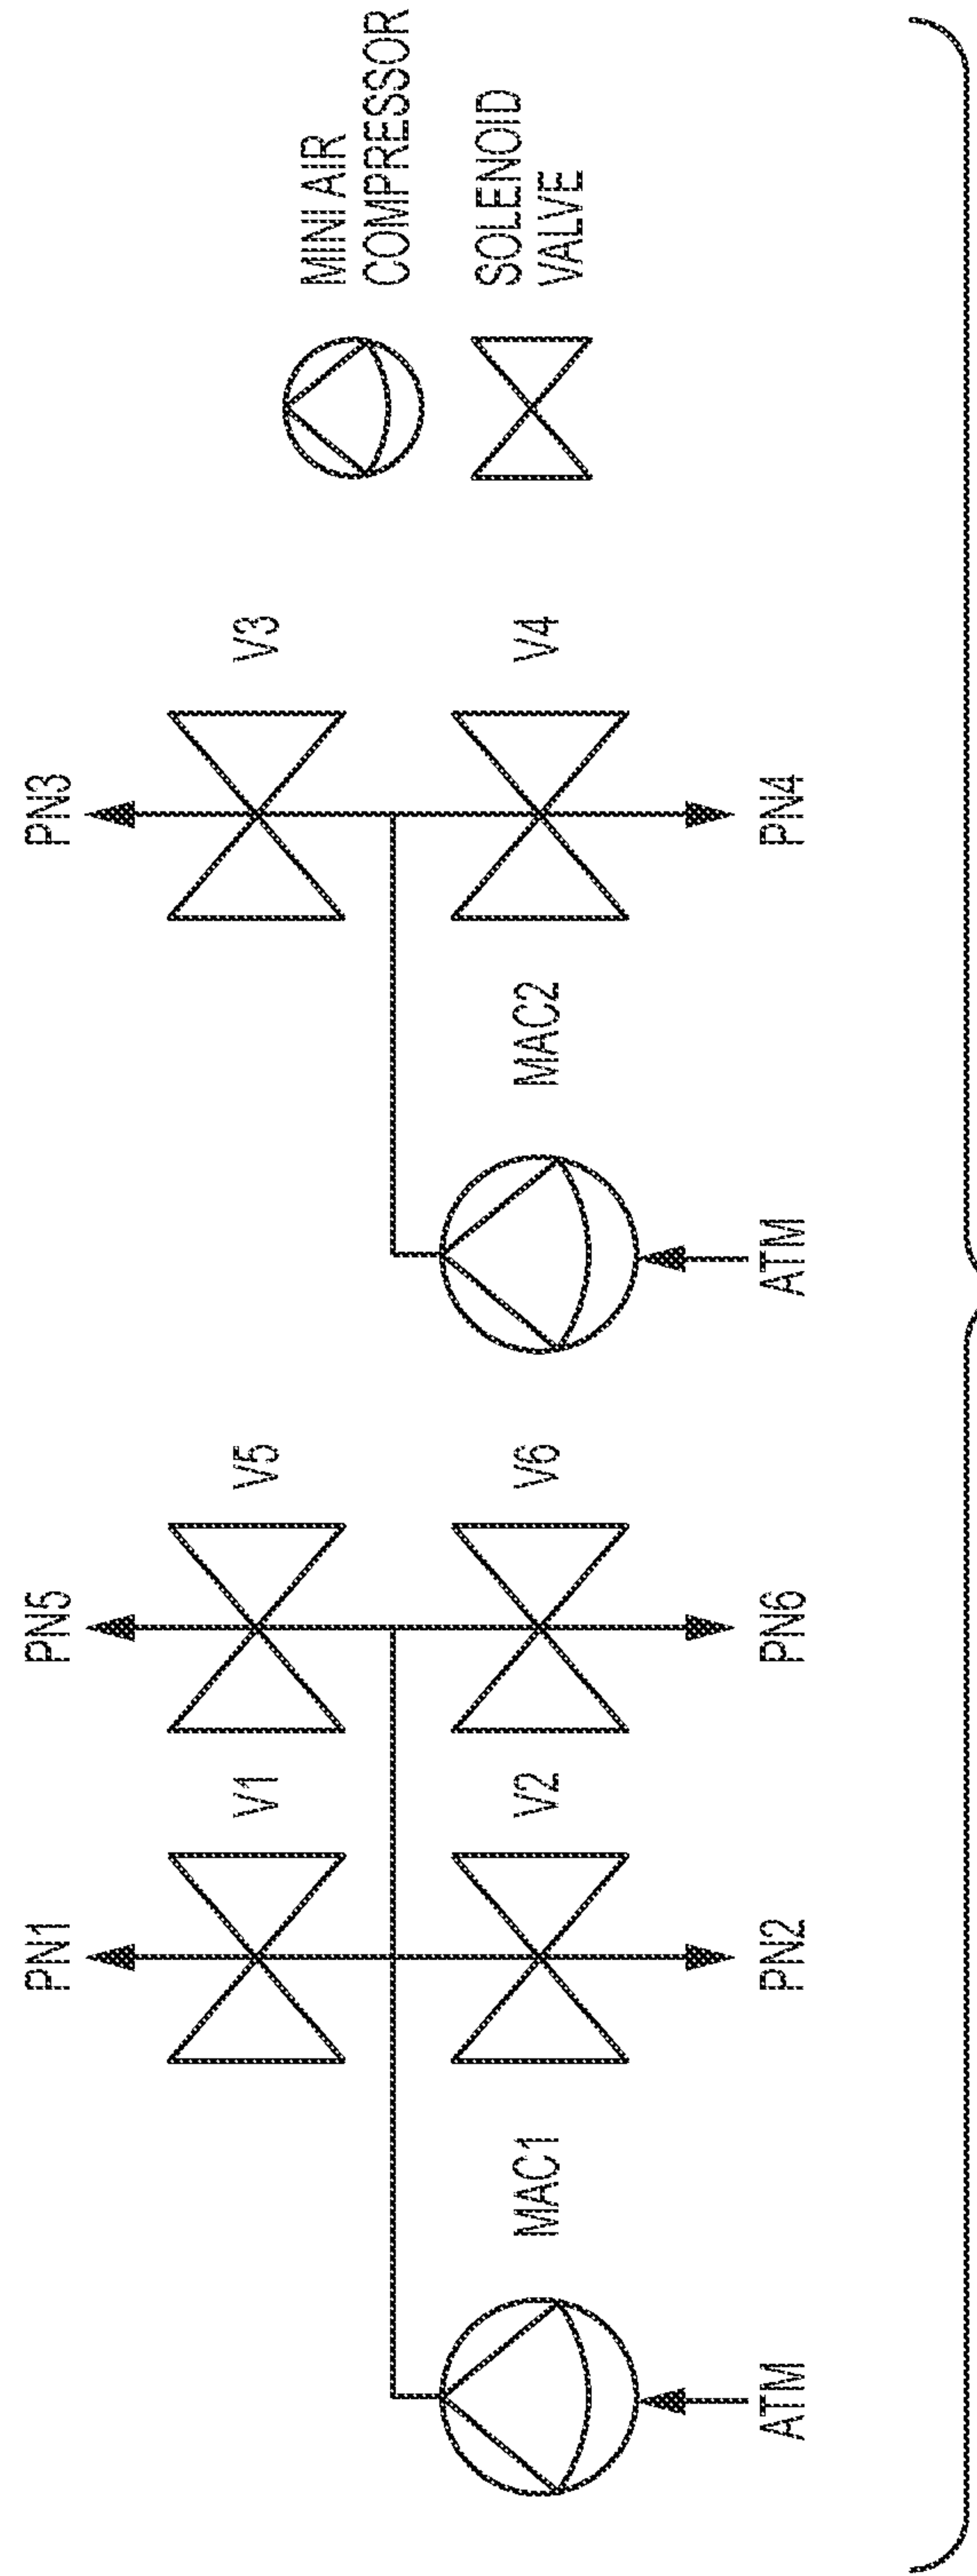 PN1
PN5
PN3
V1
V5
V3
MINI AIR
COMPRESSOR
MAC1
V2
V6
MAC2
V4
SOLENOID
VALVE
ATM
PN2
PN6
ATM
PN4